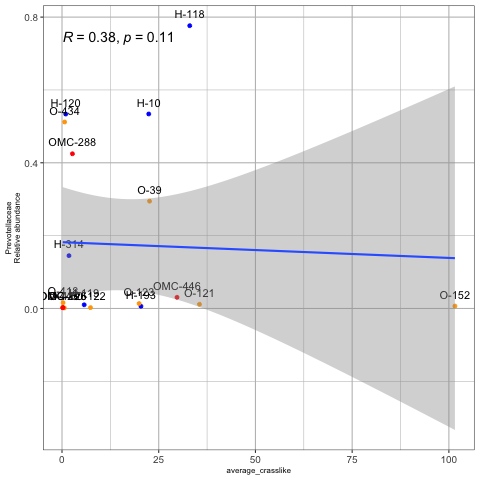 0.8
H-118
R = 0.38, p = 0.11
H-120
H-10
O-434
OMC-288
0.4
H-39
H-314
OMC-446
O-121
O-123
H-193
O-418
O-152
0.0
Prevotellaceae
Relative abundance
0
25
50
75
100
average_crasslike